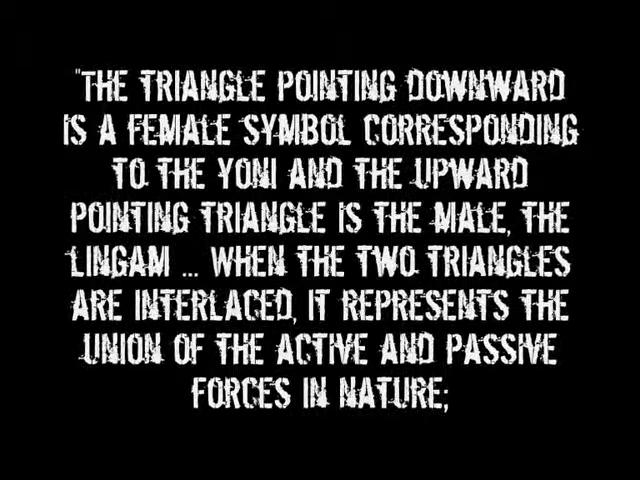 "THE TRIANGLE POINTING DOWNWARD
IS A FEMALE SYMBOL CORRESPONDING
TO THE YONI AND THE UPWARD
POINTING TRIANGLE IS THE MALE, THE
LINGAM ... WHEN THE TWO TRIANGLES
ARE INTERLACED, IT REPRESENTS THE
UNION OF THE ACTIVE AND PASSIVE
FORCES IN NATURE;